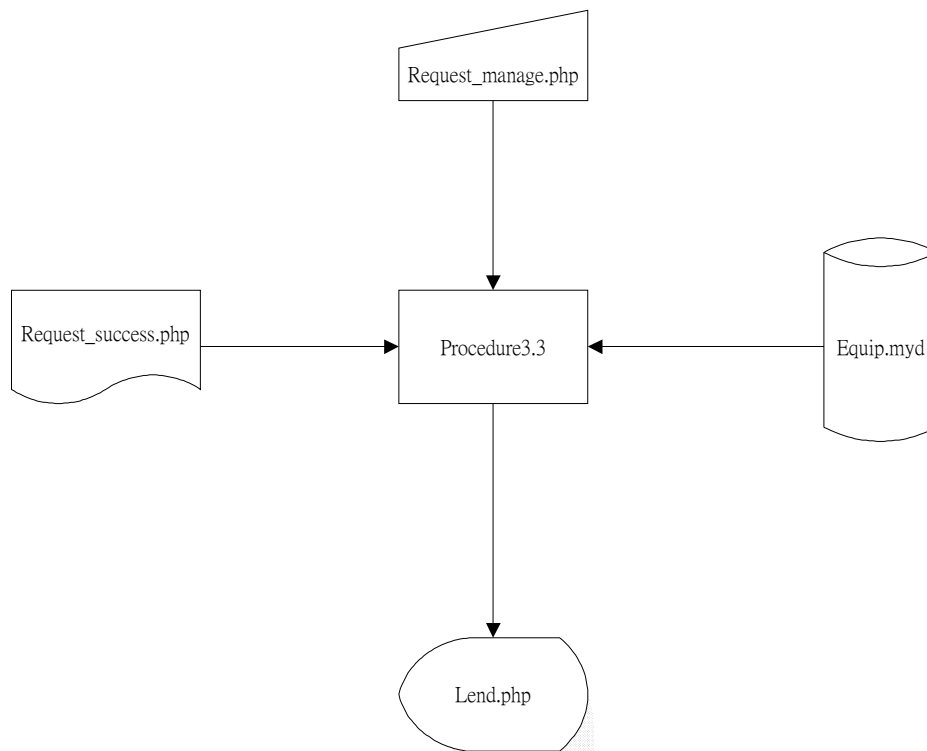 Request_manage.php
Request_success.php
Procedure3.3
Equip.myd
Lend.php